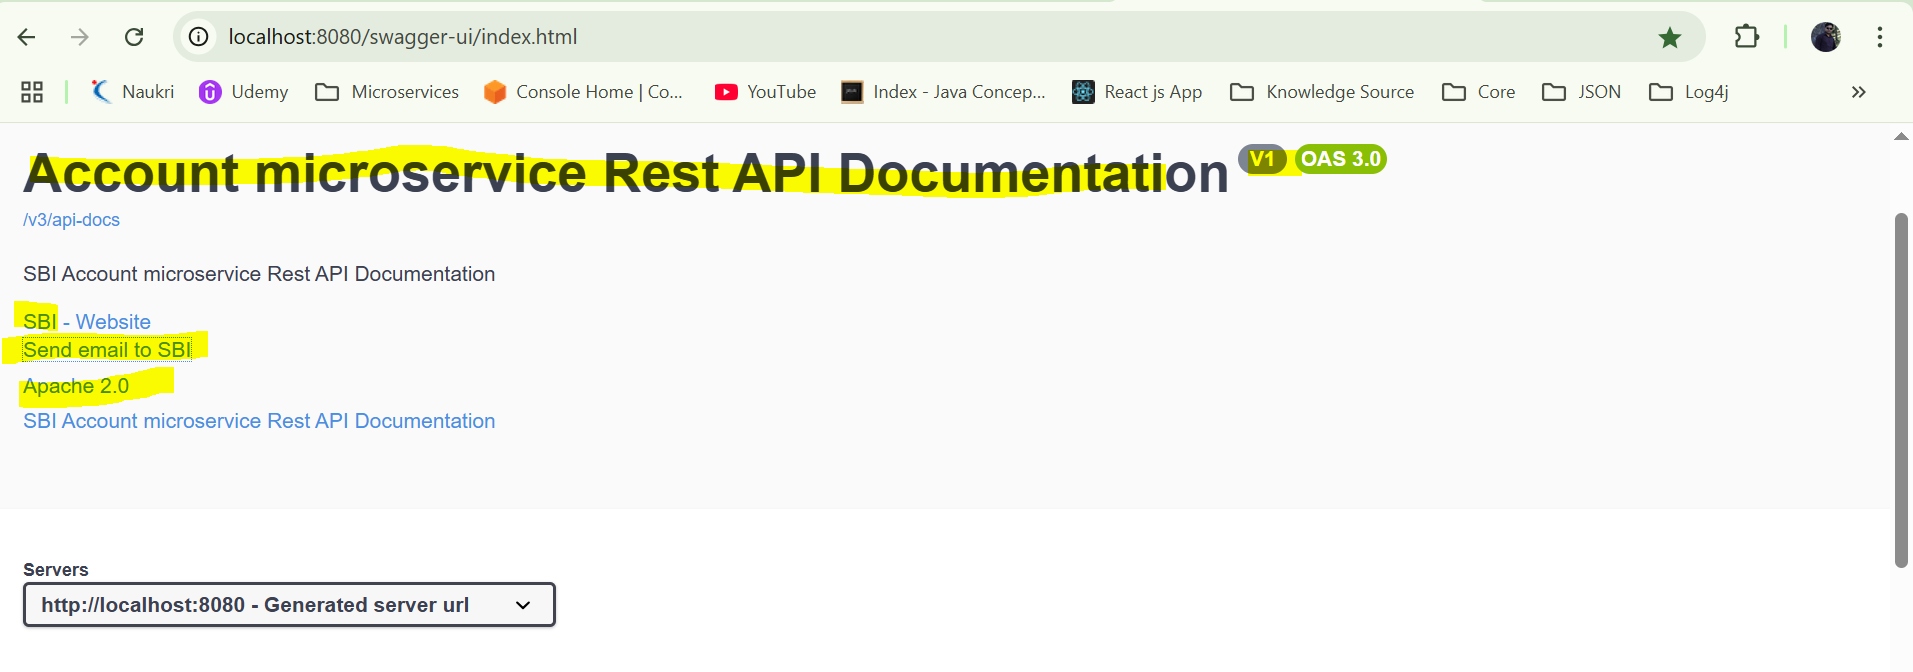 localhost:8080/swagger-ui/index.html
Naukri Udemy Microservices Console Home | Co... YouTube Index - Java Concep... React js App Knowledge Source Core JSON Log4j
Account microservice Rest API Documentation V1 OAS 3.0
/v3/api-docs
SBI Account microservice Rest API Documentation
SBI - Website
Send email to SBI
Apache 2.0
SBI Account microservice Rest API Documentation
Servers
http://localhost:8080 - Generated server url